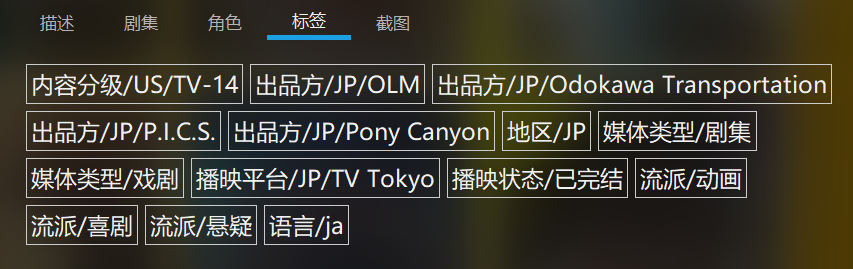 描述 剧集 角色 标签 截图
内容分级/US/TV-14 出品方/JP/OLM 出品方/JP/Odokawa Transportation
出品方/JP/P.I.C.S. 出品方/JP/Pony Canyon 地区/JP 媒体类型/剧集
媒体类型/戏剧 播映平台/JP/TV Tokyo 播映状态/已完结 流派/动画
流派/喜剧 流派/悬疑 语言/ja